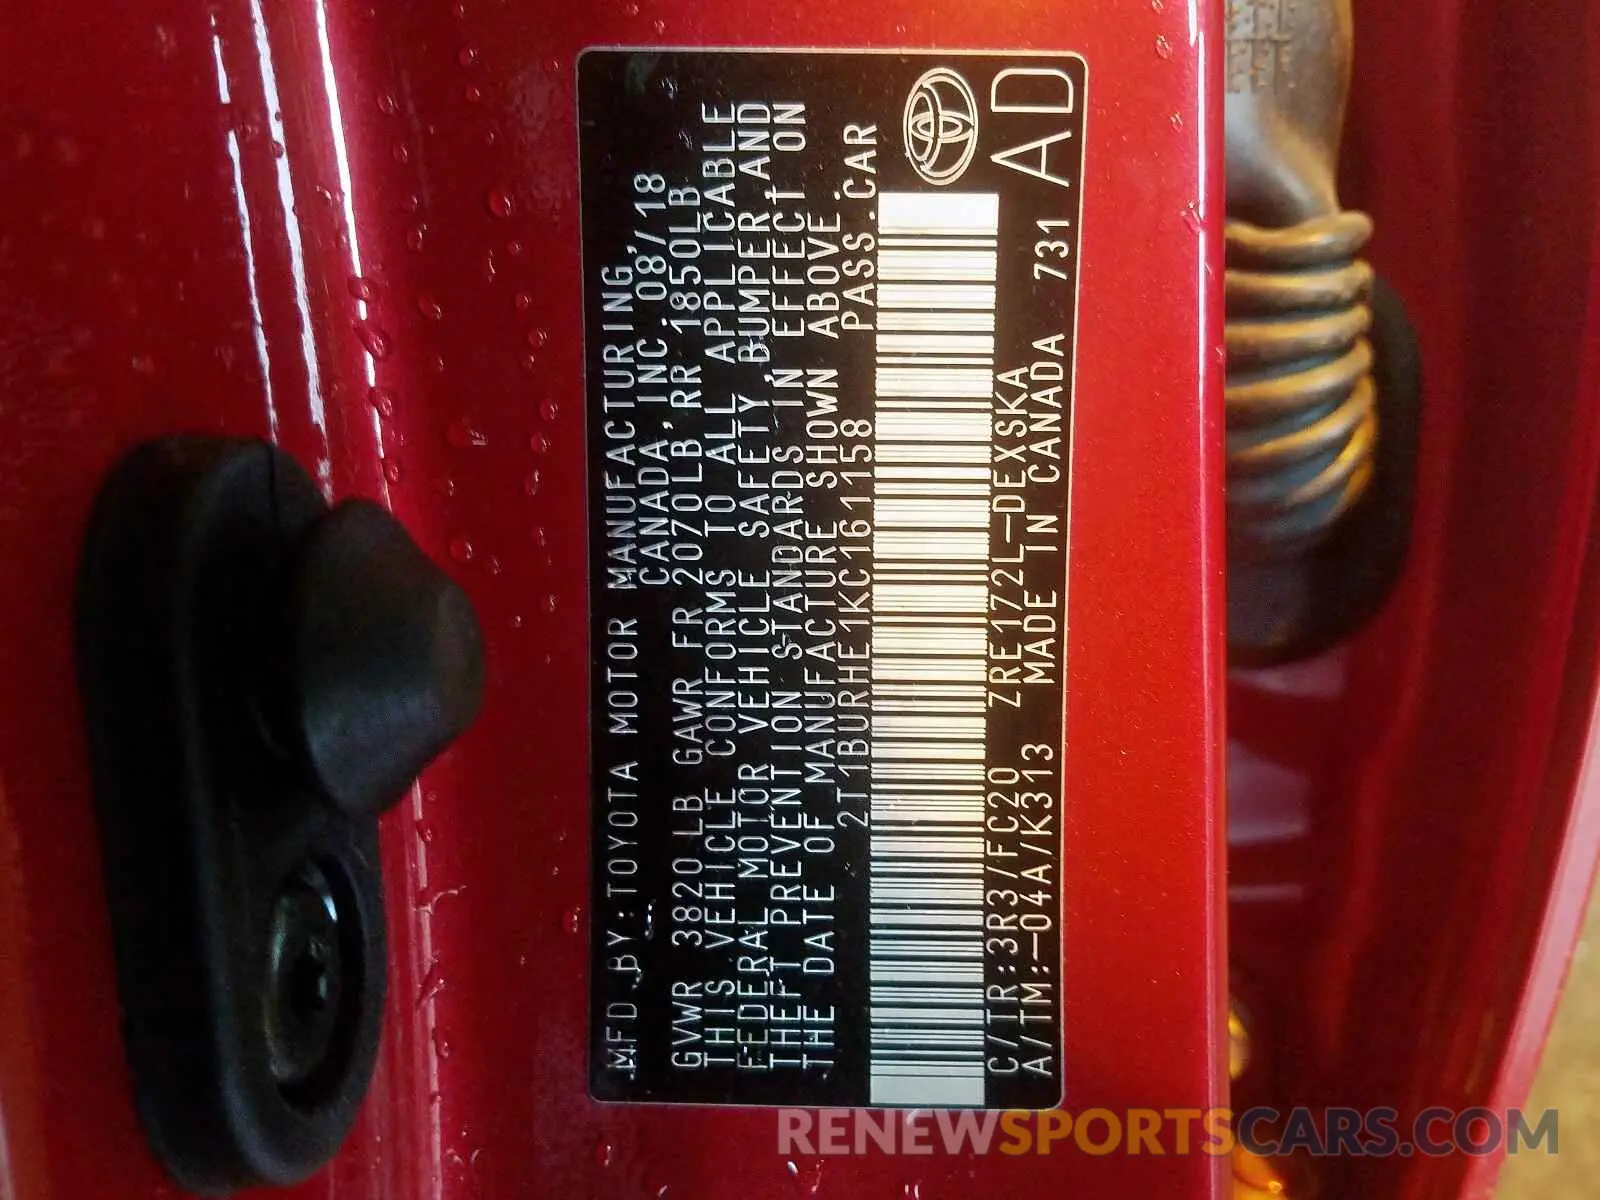 MFD.BY:TOYOTA MOTOR MANUFACTURING,
CANADA, INC. 08/18
GVWR 3820LB GAWR FR 2070LB, RR 1850LB
THIS VEHICLE CONFORMS TO ALL APPLICABLE
FEDERAL MOTOR VEHICLE SAFETY, BUMPER, AND
THEFT PREVENTION STANDARDS IN EFFECT ON
THE DATE OF MANUFACTURE SHOWN ABOVE.
2T1BURHE1KC161158 PASS.CAR
C/TR:3R3/FC20 ZRE172L-DEXSKA
A/TM:-04A/K313 MADE IN CANADA 731 AD
RENEWSPORTSCARS.COM